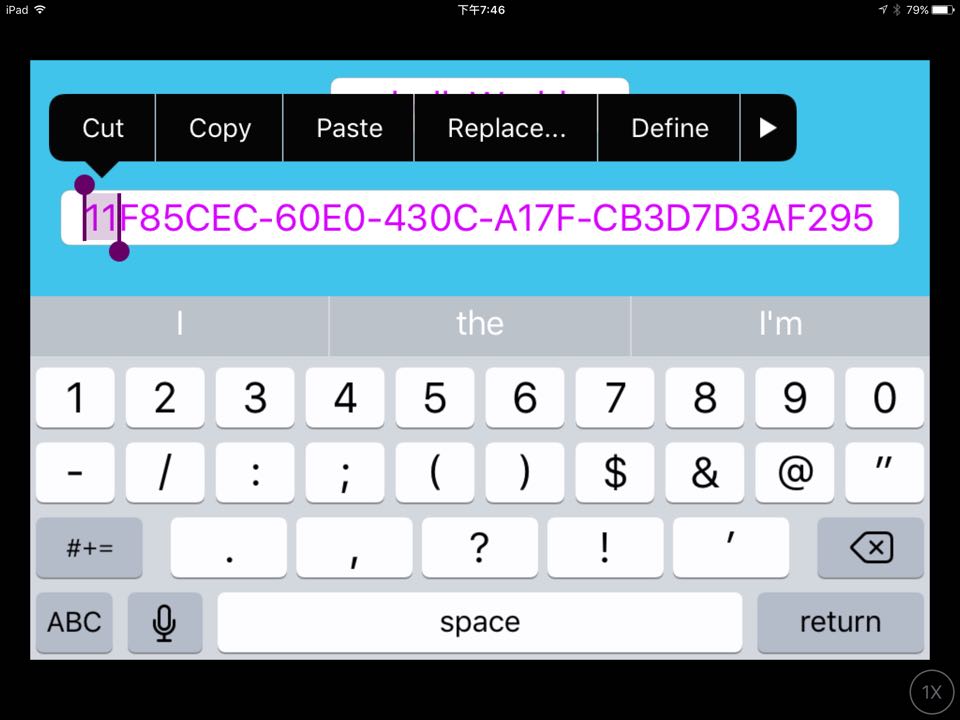 iPad 下午7:46 79%
Cut Copy Paste Replace... Define
11F85CEC-60E0-430C-A17F-CB3D7D3AF295
I the I'm
1 2 3 4 5 6 7 8 9 0
- / : ; ( ) $ & @ "
#+= . , ? ! '
ABC space return
1X